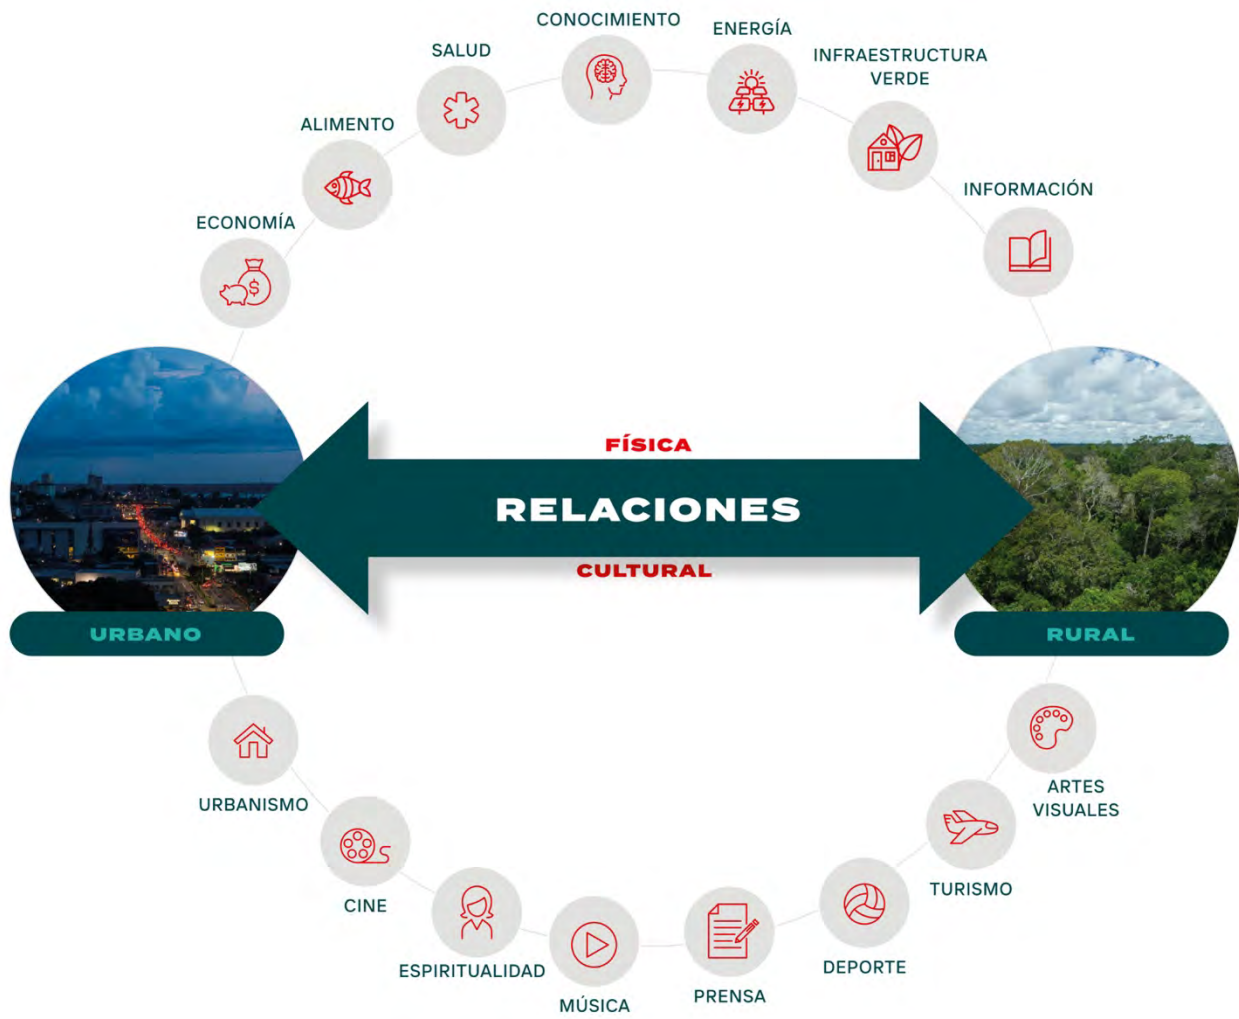 CONOCIMIENTO
ENERGÍA
SALUD
INFRAESTRUCTURA
VERDE
ALIMENTO
INFORMACIÓN
ECONOMÍA
FÍSICA
RELACIONES
CULTURAL
URBANO
RURAL
URBANISMO
ARTES
VISUALES
CINE
TURISMO
ESPIRITUALIDAD
DEPORTE
MÚSICA
PRENSA